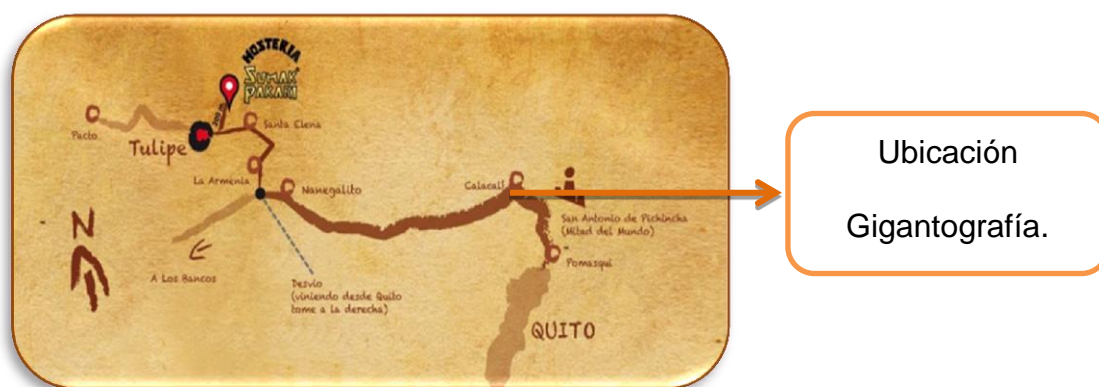 HOSTERIA
SUMAK
PAKARI
200 m
Pacto
Tulipe
Santa Elena
La Armenia
Nanegalito
Calacalí
San Antonio de Pichincha
(Mitad del Mundo)
Pomasqui
N
A Los Bancos
Desvío
(viniendo desde Quito
tome a la derecha)
QUITO
Ubicación
Gigantografía.